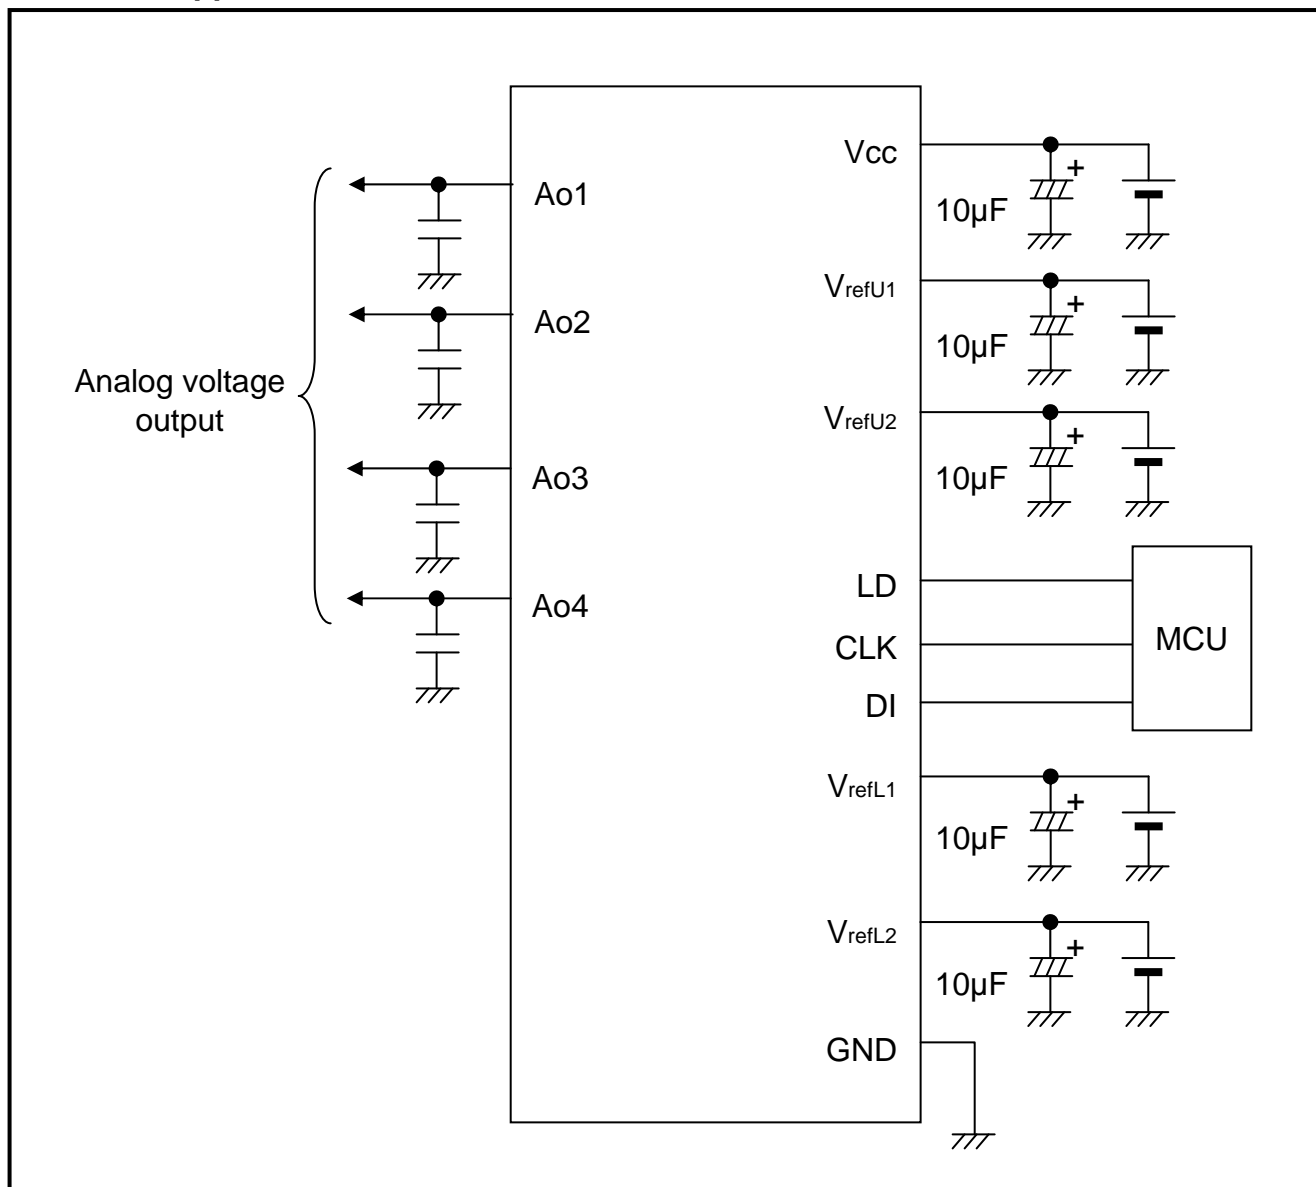 Vcc
+
10µF
Ao1
VrefU1
+
10µF
Ao2
Analog voltage
output
VrefU2
+
10µF
Ao3
LD
Ao4
CLK
MCU
DI
VrefL1
+
10µF
VrefL2
+
10µF
GND